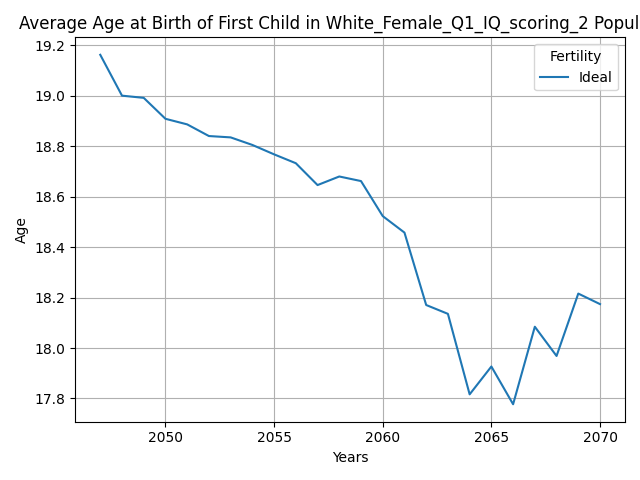 Average Age at Birth of First Child in White_Female_Q1_IQ_scoring_2 Popul
19.2
19.0
18.8
18.6
18.4
18.2
18.0
17.8
Age
Fertility
Ideal
2050 2055 2060 2065 2070
Years